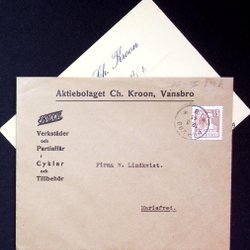 Ch. Kroon
Aktiebolaget Ch. Kroon, Vansbro
Verkstäder
och
Partiaffär
i
Cyklar
och
Tillbehör
Firma W. Lindkvist.
Mariefred.